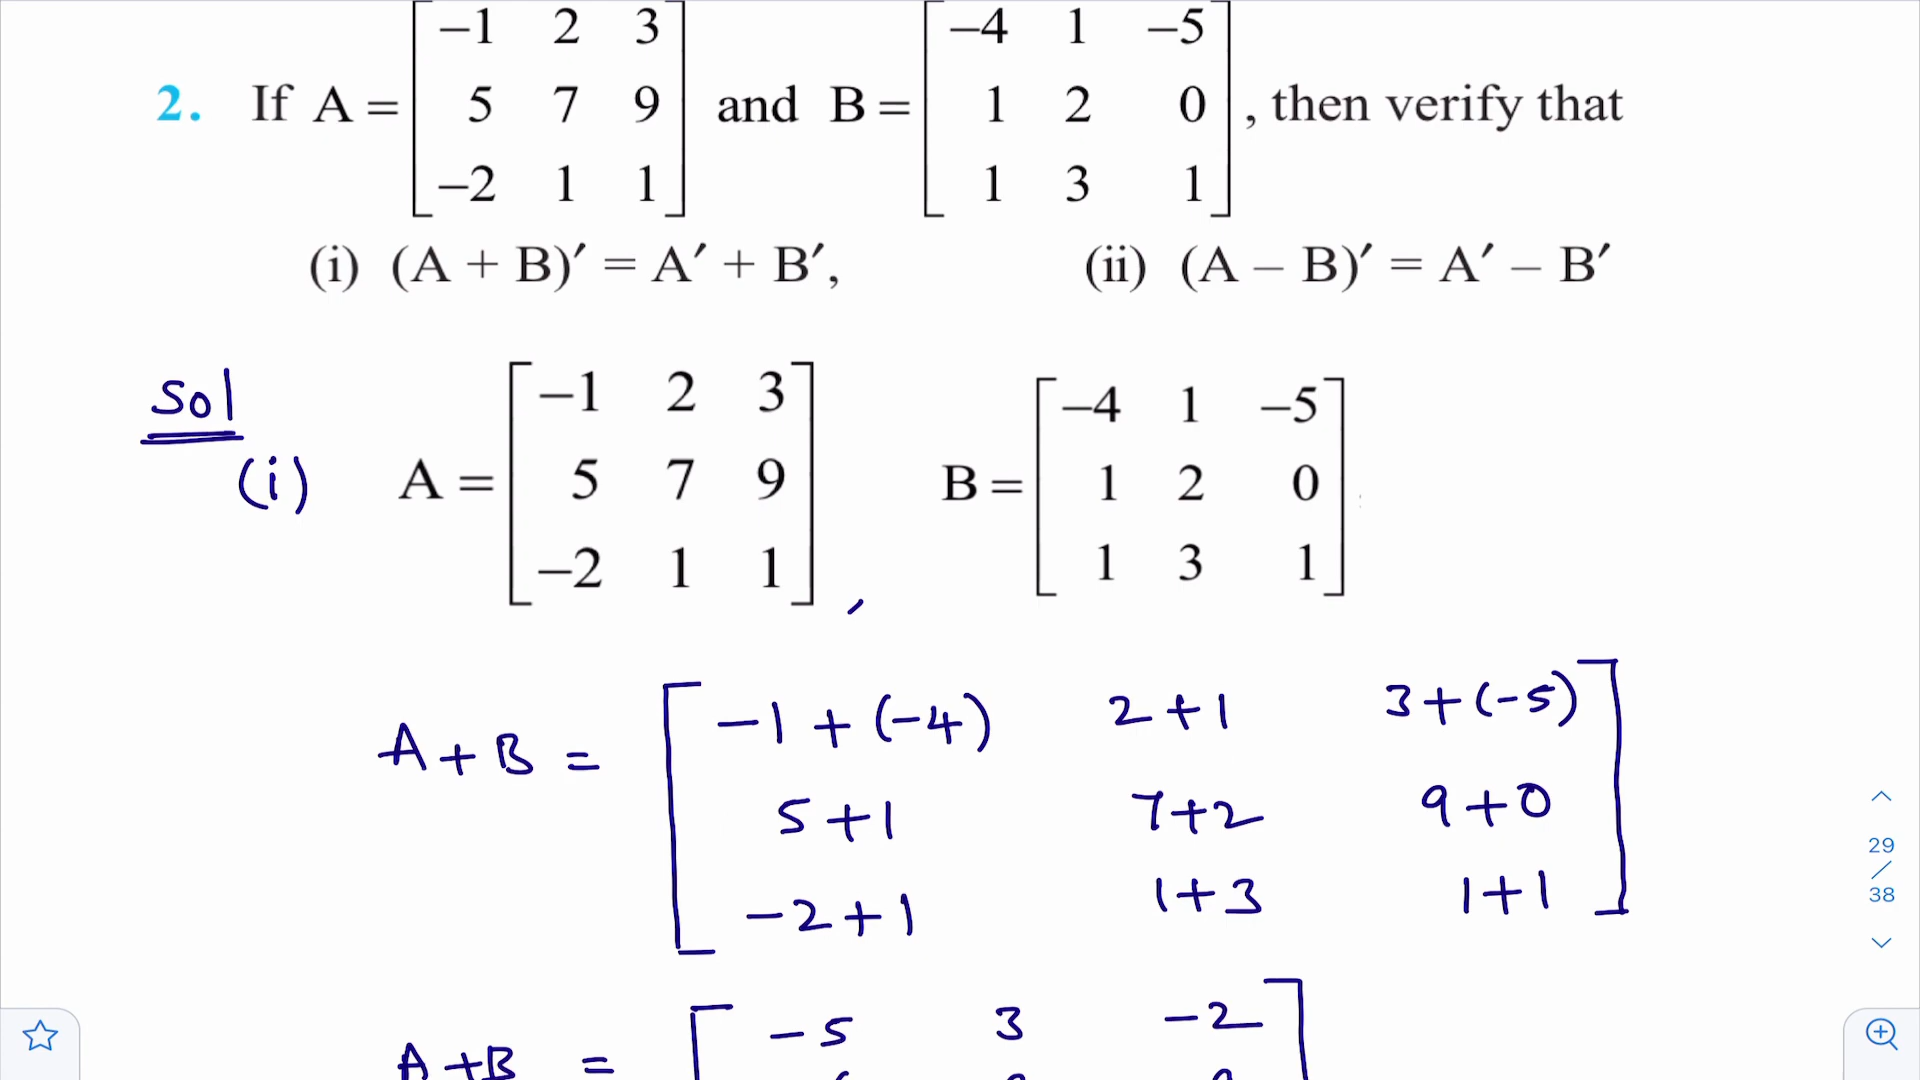 −1 2 3 −4 1 −5
2. If A = 5 7 9 and B = 1 2 0 , then verify that
−2 1 1 1 3 1
(i) (A + B)′ = A′ + B′, (ii) (A – B)′ = A′ – B′
Sol
−1 2 3 −4 1 −5
(i) A = 5 7 9 B = 1 2 0
−2 1 1 , 1 3 1
-1 + (-4) 2+1 3+(-5)
A+B =
5+1 7+2 9+0
-2+1 1+3 1+1
29
/
38
-5 3 -2
A+B =